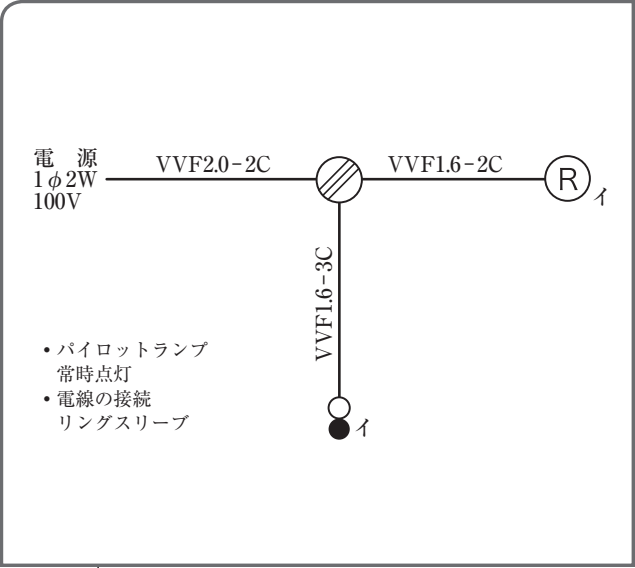 電　源
1φ2W
100V
VVF2.0-2C
VVF1.6-2C
R
イ
VVF1.6-3C
イ
・パイロットランプ
常時点灯
・電線の接続
リングスリーブ